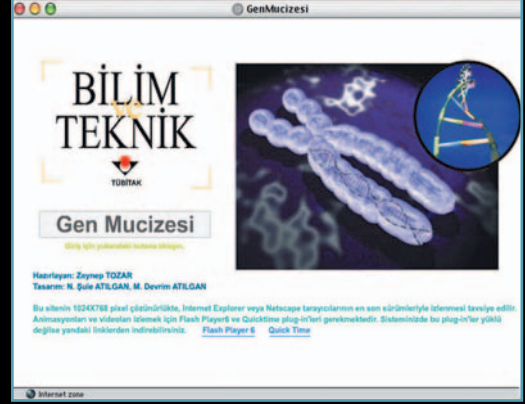 GenMucizesi
BİLİM
ve
TEKNİK
TÜBİTAK
Gen Mucizesi
Giriş için yukarıdaki butona tıklayın.
Hazırlayan: Zeynep TOZAR
Tasarım: N. Şule ATILGAN, M. Devrim ATILGAN
Bu sitenin 1024X768 pixel çözünürlükte, Internet Explorer veya Netscape tarayıcılarının en son sürümleriyle izlenmesi tavsiye edilir.
Animasyonları ve videoları izlemek için Flash Player6 ve Quicktime plug-in'leri gerekmektedir. Sisteminizde bu plug-in'ler yüklü
değilse yandaki linklerden indirebilirsiniz. Flash Player 6 Quick Time
Internet zone